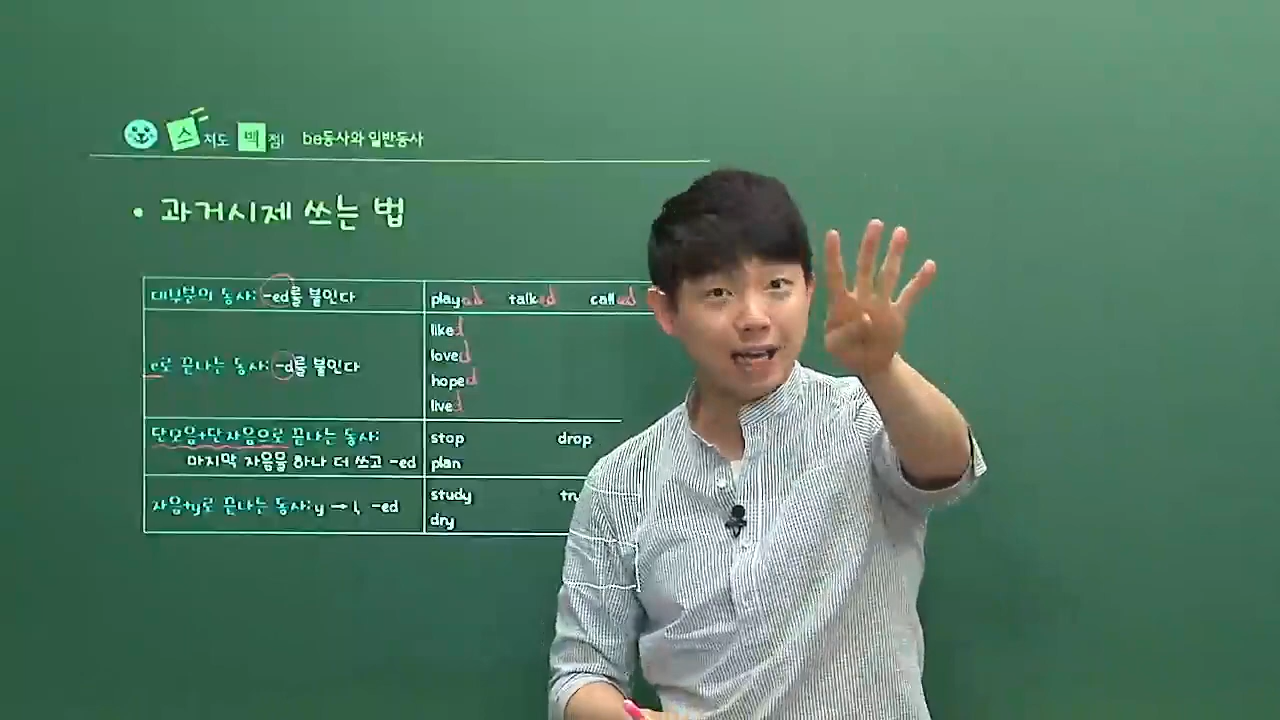 스쳐도 백점! be동사와 일반동사
• 과거시제 쓰는 법
대부분의 동사: -ed를 붙인다
played talked called
e로 끝나는 동사: -d를 붙인다
liked
loved
hoped
lived
단모음+단자음으로 끝나는 동사:
마지막 자음을 하나 더 쓰고 -ed
stop drop
plan
자음+y로 끝나는 동사: y → i, -ed
study
dry